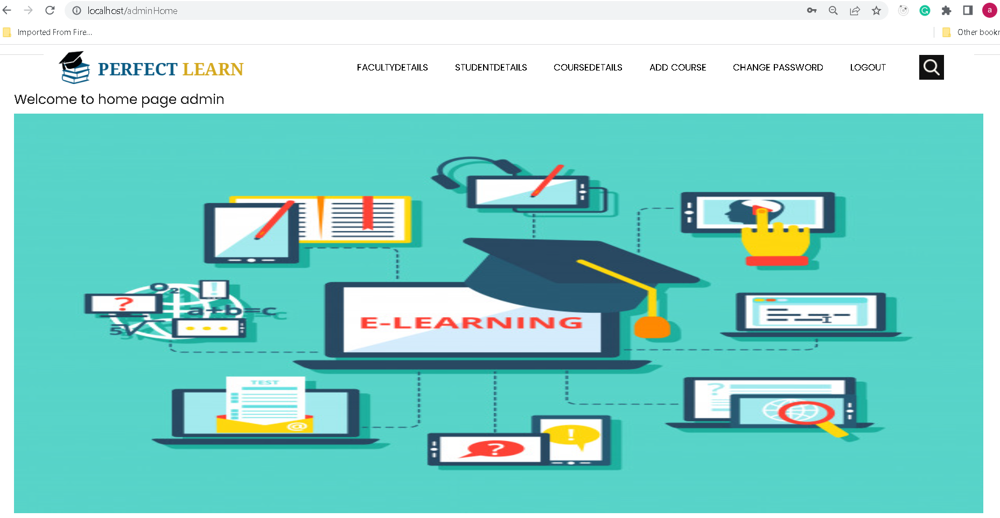 localhost/adminHome
a
Imported From Fire...
Other bookr
PERFECT LEARN
FACULTYDETAILS STUDENTDETAILS COURSEDETAILS ADD COURSE CHANGE PASSWORD LOGOUT
Welcome to home page admin
O₂
!
?
a+b=c
5√
E-LEARNING
TEST
@
?
!
?